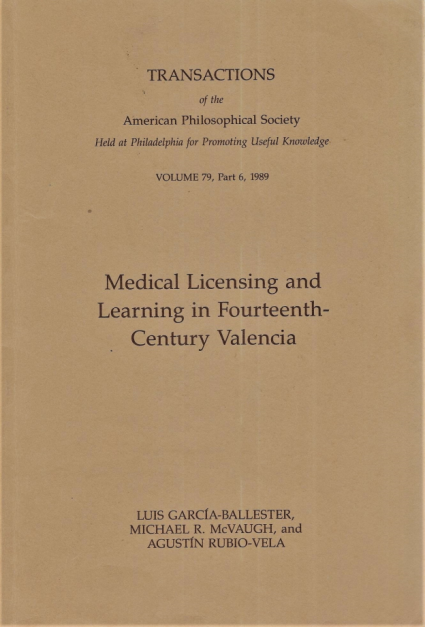 TRANSACTIONS
of the
American Philosophical Society
Held at Philadelphia for Promoting Useful Knowledge
VOLUME 79, Part 6, 1989
Medical Licensing and
Learning in Fourteenth-
Century Valencia
LUIS GARCÍA-BALLESTER,
MICHAEL R. McVAUGH, and
AGUSTÍN RUBIO-VELA